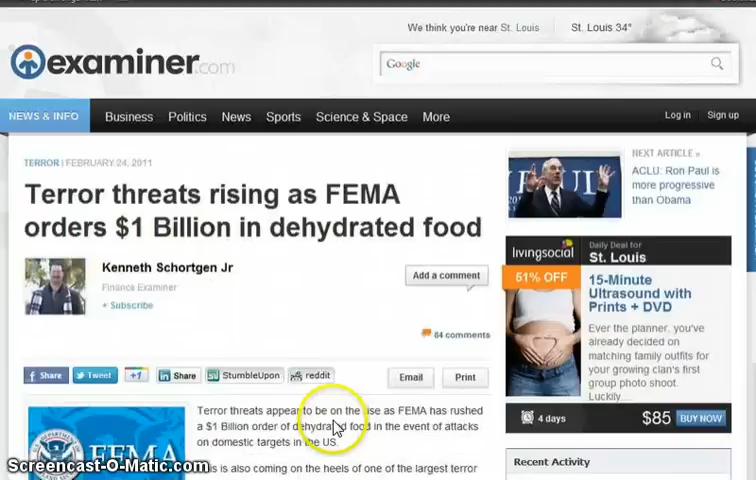 We think you're near St. Louis
St. Louis 34°
examiner.com
Google
NEWS & INFO
Business
Politics
News
Sports
Science & Space
More
Log in
Sign up
TERROR | FEBRUARY 24, 2011
Terror threats rising as FEMA
orders $1 Billion in dehydrated food
Kenneth Schortgen Jr
Finance Examiner
+ Subscribe
Add a comment
64 comments
Share
Tweet
+1
Share
StumbleUpon
reddit
Email
Print
Terror threats appear to be on the rise as FEMA has rushed
a $1 Billion order of dehydrated food in the event of attacks
on domestic targets in the US.
This is also coming on the heels of one of the largest terror
FEMA
NEXT ARTICLE »
ACLU: Ron Paul is
more progressive
than Obama
livingsocial
Daily Deal for
St. Louis
51% OFF
15-Minute
Ultrasound with
Prints + DVD
Ever the planner, you've
already decided on
matching family outfits for
your growing clan's first
group photo shoot.
Luckily...
4 days
$85
BUY NOW
Recent Activity
Screencast-O-Matic.com